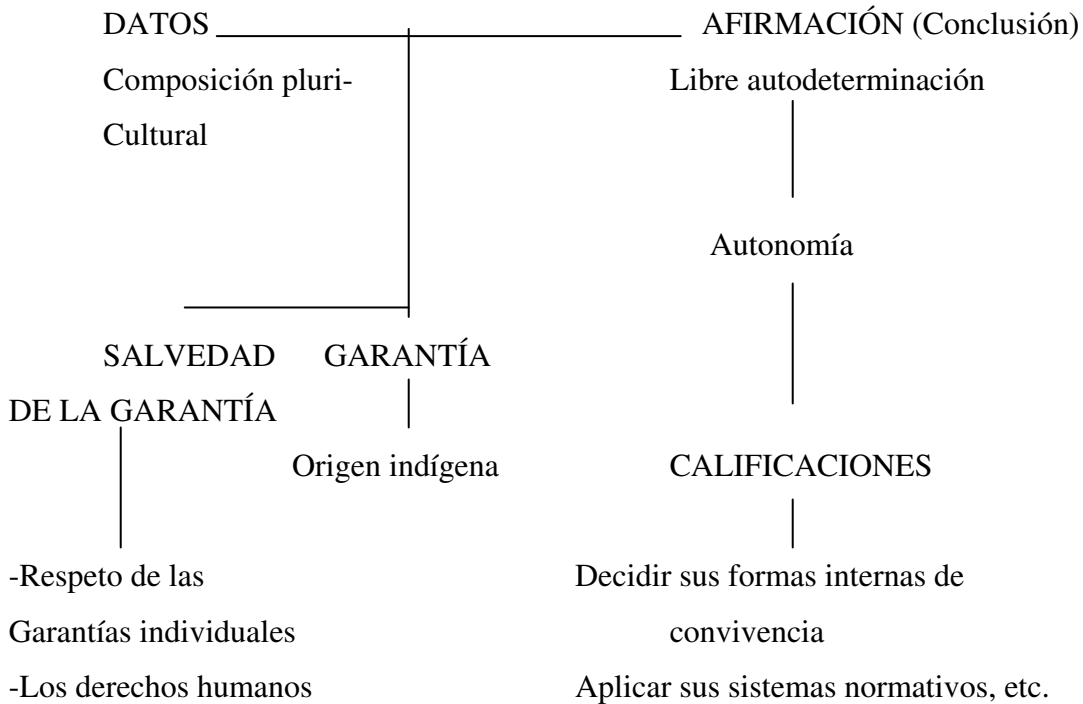 DATOS
AFIRMACIÓN (Conclusión)
Composición pluri-
Cultural
Libre autodeterminación
Autonomía
SALVEDAD
DE LA GARANTÍA
GARANTÍA
Origen indígena
CALIFICACIONES
-Respeto de las
Garantías individuales
-Los derechos humanos
Decidir sus formas internas de
convivencia
Aplicar sus sistemas normativos, etc.